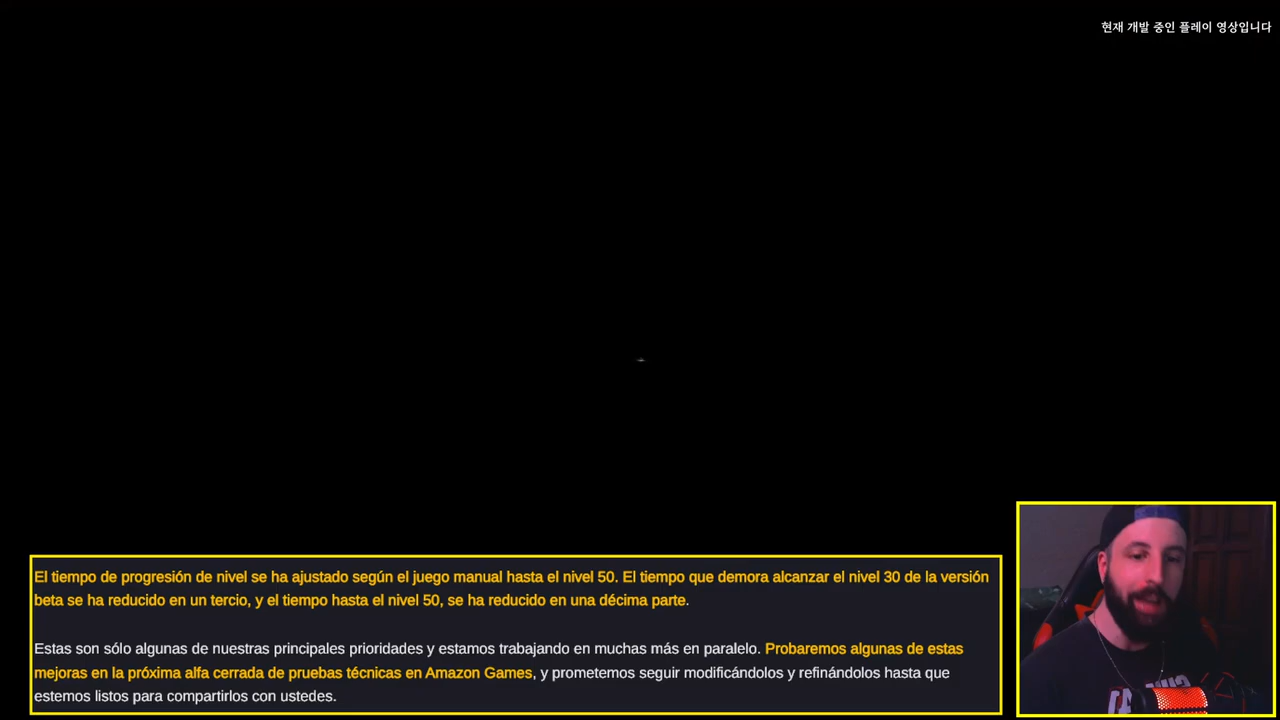 현재 개발 중인 플레이 영상입니다
El tiempo de progresión de nivel se ha ajustado según el juego manual hasta el nivel 50. El tiempo que demora alcanzar el nivel 30 de la versión
beta se ha reducido en un tercio, y el tiempo hasta el nivel 50, se ha reducido en una décima parte.
Estas son sólo algunas de nuestras principales prioridades y estamos trabajando en muchas más en paralelo. Probaremos algunas de estas
mejoras en la próxima alfa cerrada de pruebas técnicas en Amazon Games, y prometemos seguir modificándolos y refinándolos hasta que
estemos listos para compartirlos con ustedes.